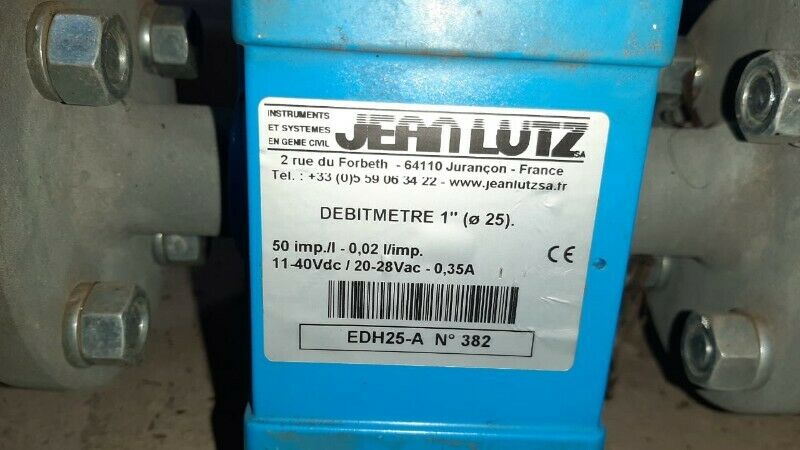 INSTRUMENTS
ET SYSTEMES
EN GENIE CIVIL
JEAN LUTZ SA
2 rue du Forbeth - 64110 Jurançon - France
Tel. : +33 (0)5 59 06 34 22 - www.jeanlutzsa.fr
DEBITMETRE 1" (ø 25).
50 imp./l - 0,02 l/imp.
11-40Vdc / 20-28Vac - 0,35A
CE
EDH25-A N° 382